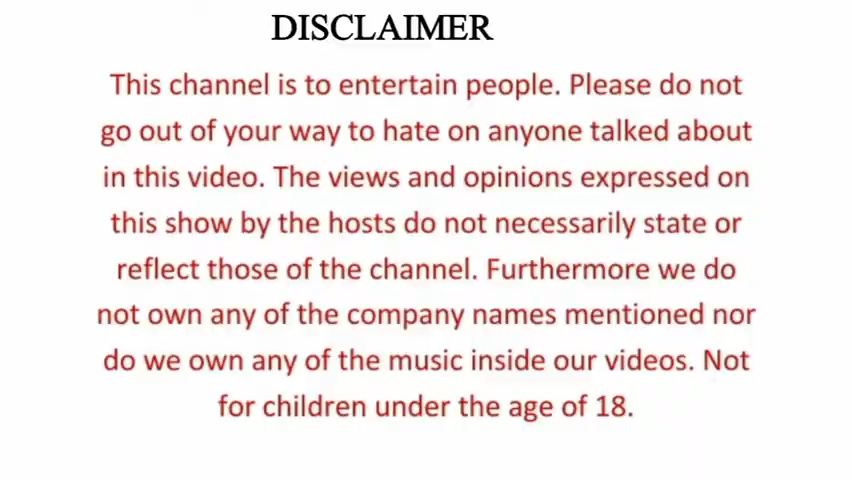 DISCLAIMER
This channel is to entertain people. Please do not
go out of your way to hate on anyone talked about
in this video. The views and opinions expressed on
this show by the hosts do not necessarily state or
reflect those of the channel. Furthermore we do
not own any of the company names mentioned nor
do we own any of the music inside our videos. Not
for children under the age of 18.